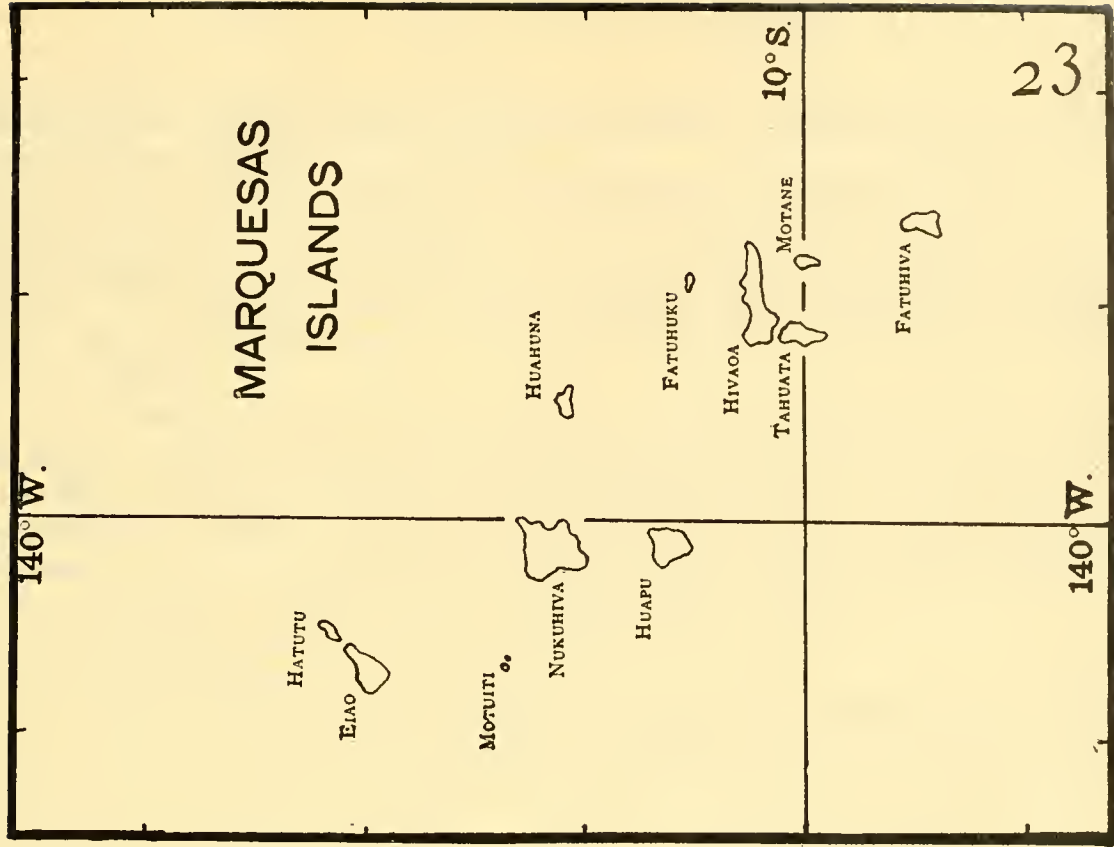 140° W.
MARQUESAS
ISLANDS
HATUTU
EIAO
MOTUITI
HUAHUNA
NUKUHIVA
HUAPU
FATUHUKU
HIVAOA
TAHUATA
MOTANE
10° S.
FATUHIVA
140° W.
23